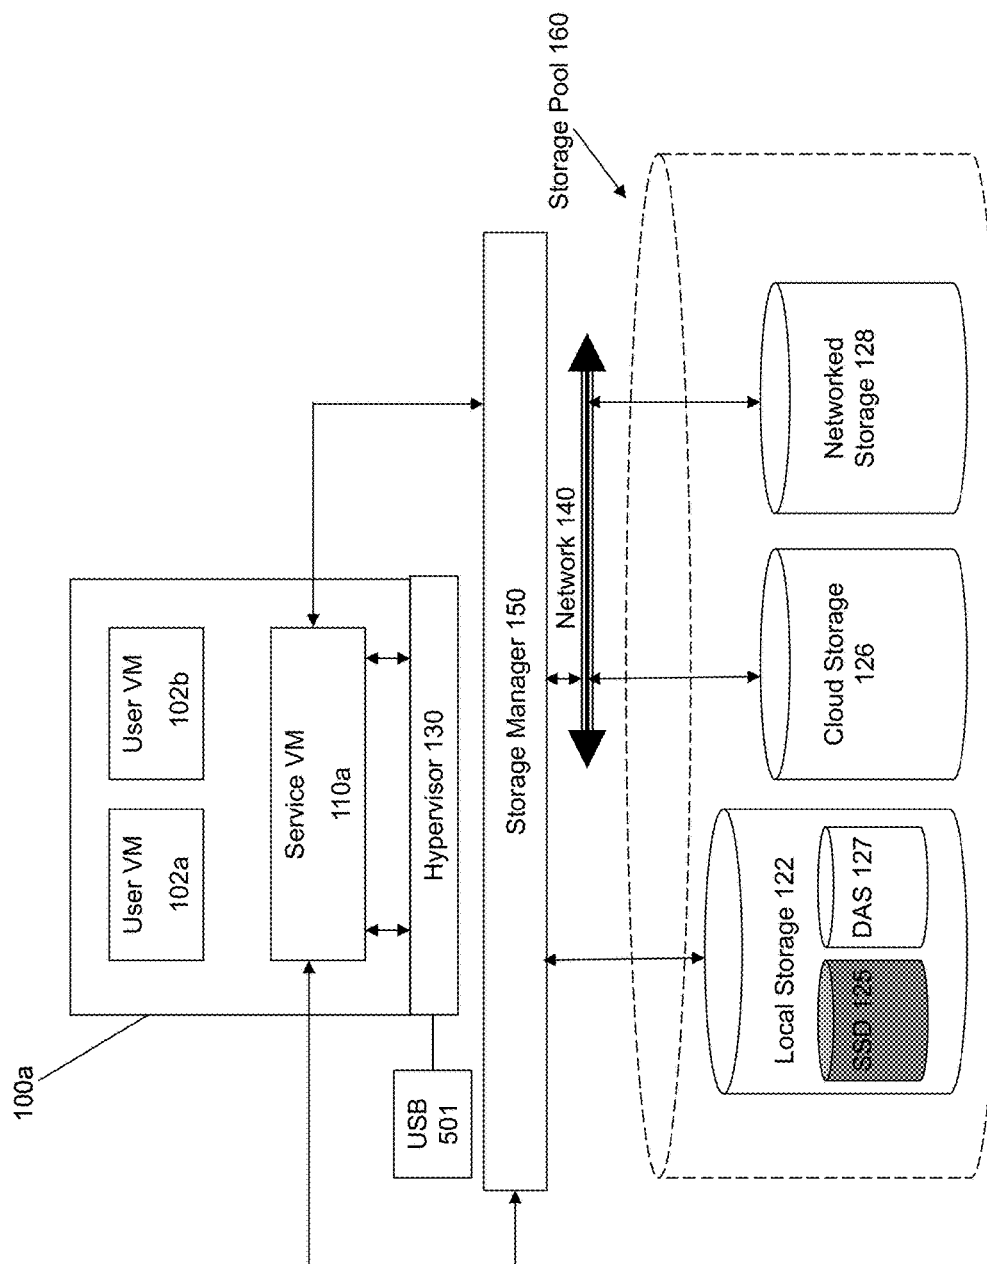 100a
User VM
102a
User VM
102b
Service VM
110a
Hypervisor 130
USB
501
Storage Manager 150
Network 140
Storage Pool 160
Local Storage 122
SSD 125
DAS 127
Cloud Storage
126
Networked
Storage 128